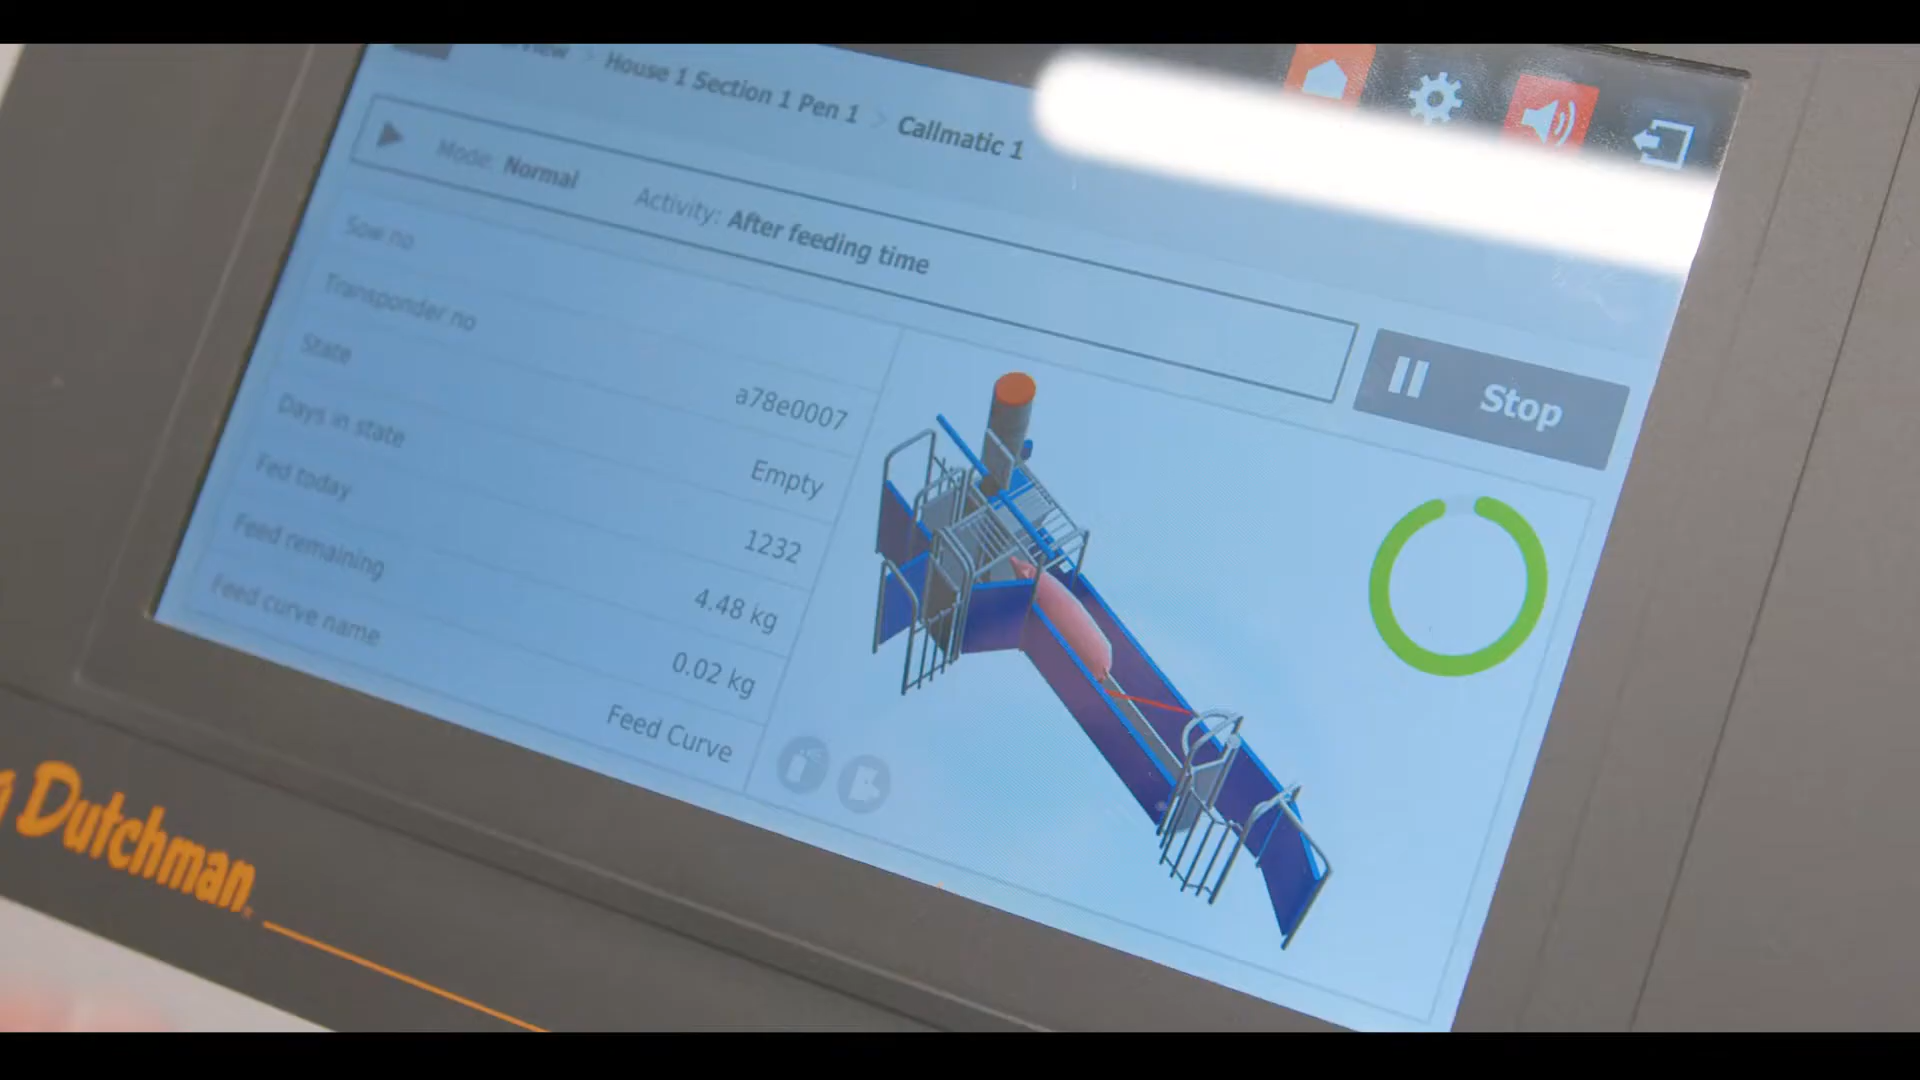 House 1 Section 1 Pen 1 > Callmatic 1
Mode: Normal Activity: After feeding time
Stop
Sow no
Transponder no a78e0007
State Empty
Days in state 1232
Fed today 4.48 kg
Feed remaining 0.02 kg
Feed curve name Feed Curve
Dutchman